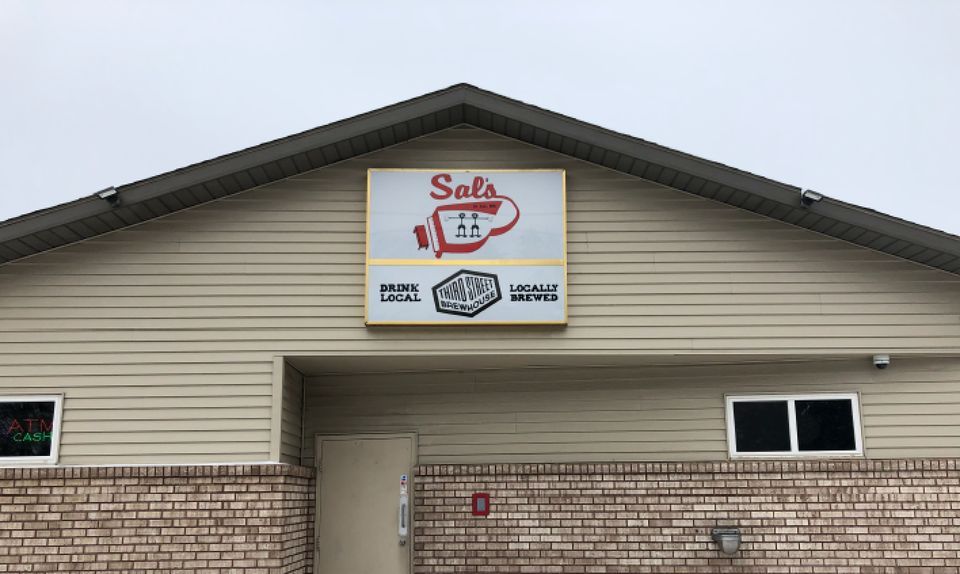 Sal's
DRINK
LOCAL
THIRD STREET
BREWHOUSE
LOCALLY
BREWED
ATM
CASH